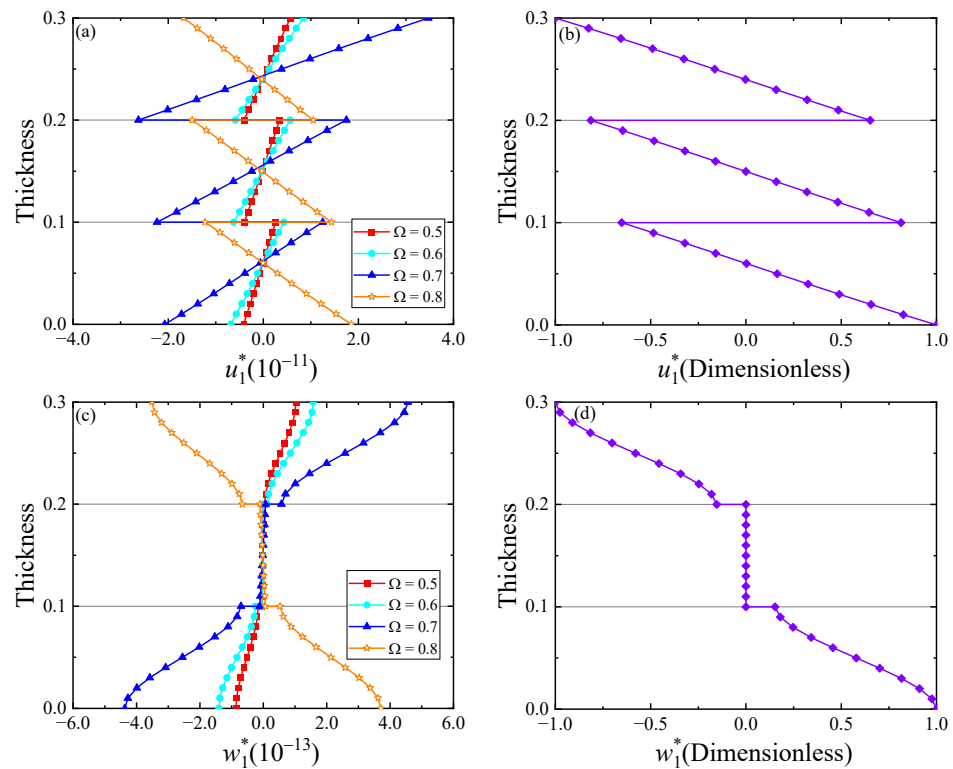 (a)
Thickness
0.3
0.2
0.1
0.0
−4.0 −2.0 0.0 2.0 4.0
u₁*(10⁻¹¹)
Ω = 0.5
Ω = 0.6
Ω = 0.7
Ω = 0.8
(b)
Thickness
0.3
0.2
0.1
0.0
−1.0 −0.5 0.0 0.5 1.0
u₁*(Dimensionless)
(c)
Thickness
0.3
0.2
0.1
0.0
−6.0 −4.0 −2.0 0.0 2.0 4.0 6.0
w₁*(10⁻¹³)
Ω = 0.5
Ω = 0.6
Ω = 0.7
Ω = 0.8
(d)
Thickness
0.3
0.2
0.1
0.0
−1.0 −0.5 0.0 0.5 1.0
w₁*(Dimensionless)